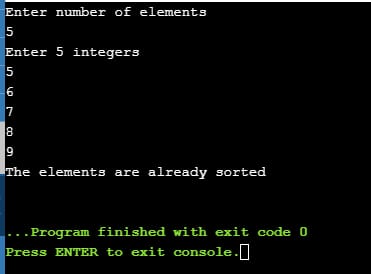 Enter number of elements
5
Enter 5 integers
5
6
7
8
9
The elements are already sorted
...Program finished with exit code 0
Press ENTER to exit console.